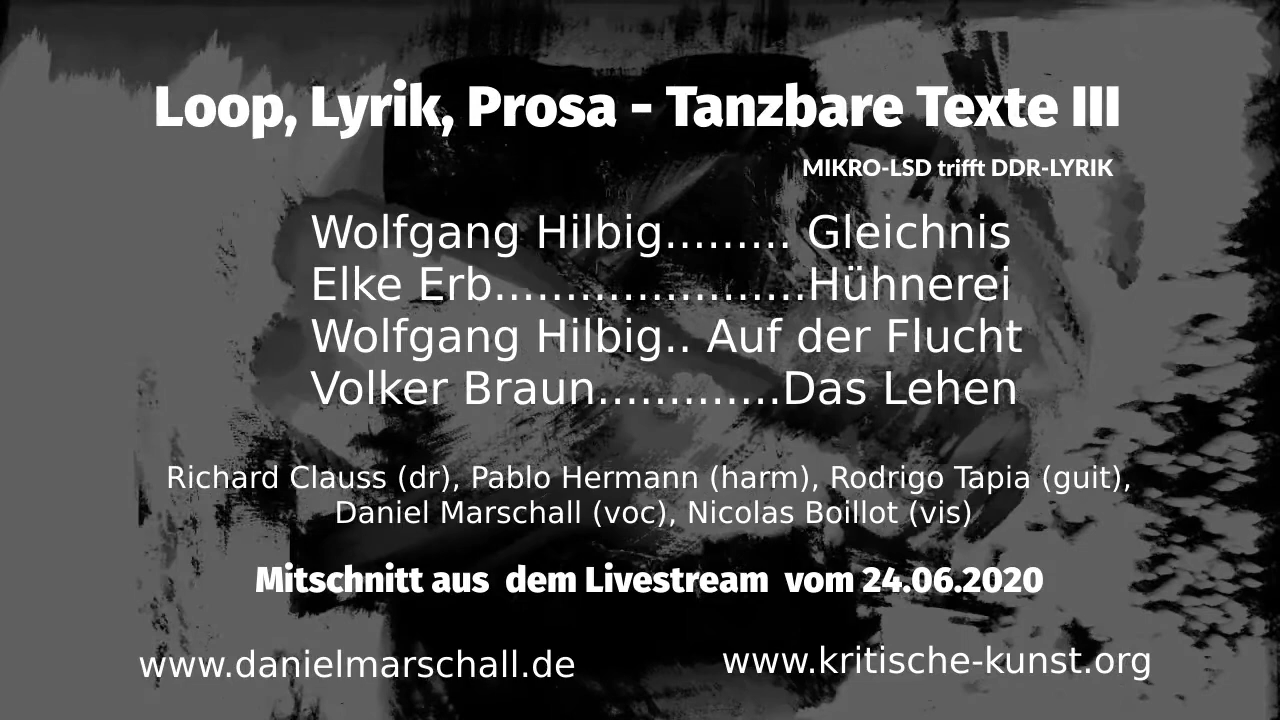 Loop, Lyrik, Prosa - Tanzbare Texte III
MIKRO-LSD trifft DDR-LYRIK
Wolfgang Hilbig......... Gleichnis
Elke Erb......................Hühnerei
Wolfgang Hilbig.. Auf der Flucht
Volker Braun.............Das Lehen
Richard Clauss (dr), Pablo Hermann (harm), Rodrigo Tapia (guit),
Daniel Marschall (voc), Nicolas Boillot (vis)
Mitschnitt aus  dem Livestream  vom 24.06.2020
www.danielmarschall.de
www.kritische-kunst.org